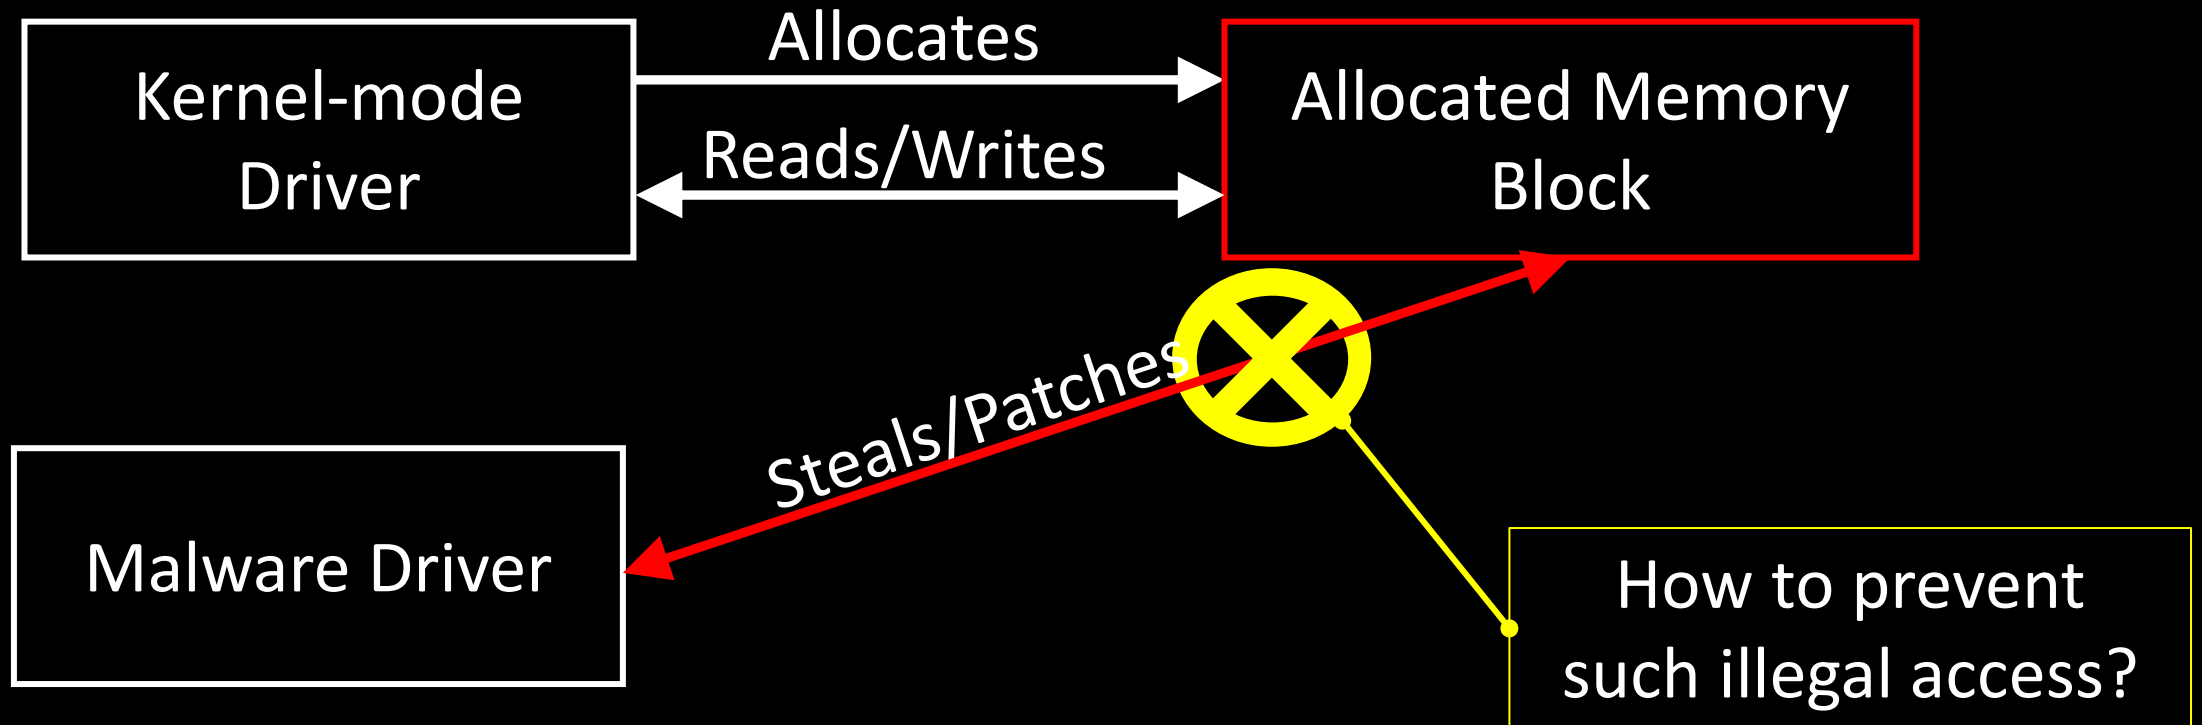 Kernel-mode
Driver
Allocates
Reads/Writes
Allocated Memory
Block
Steals/Patches
Malware Driver
How to prevent
such illegal access?